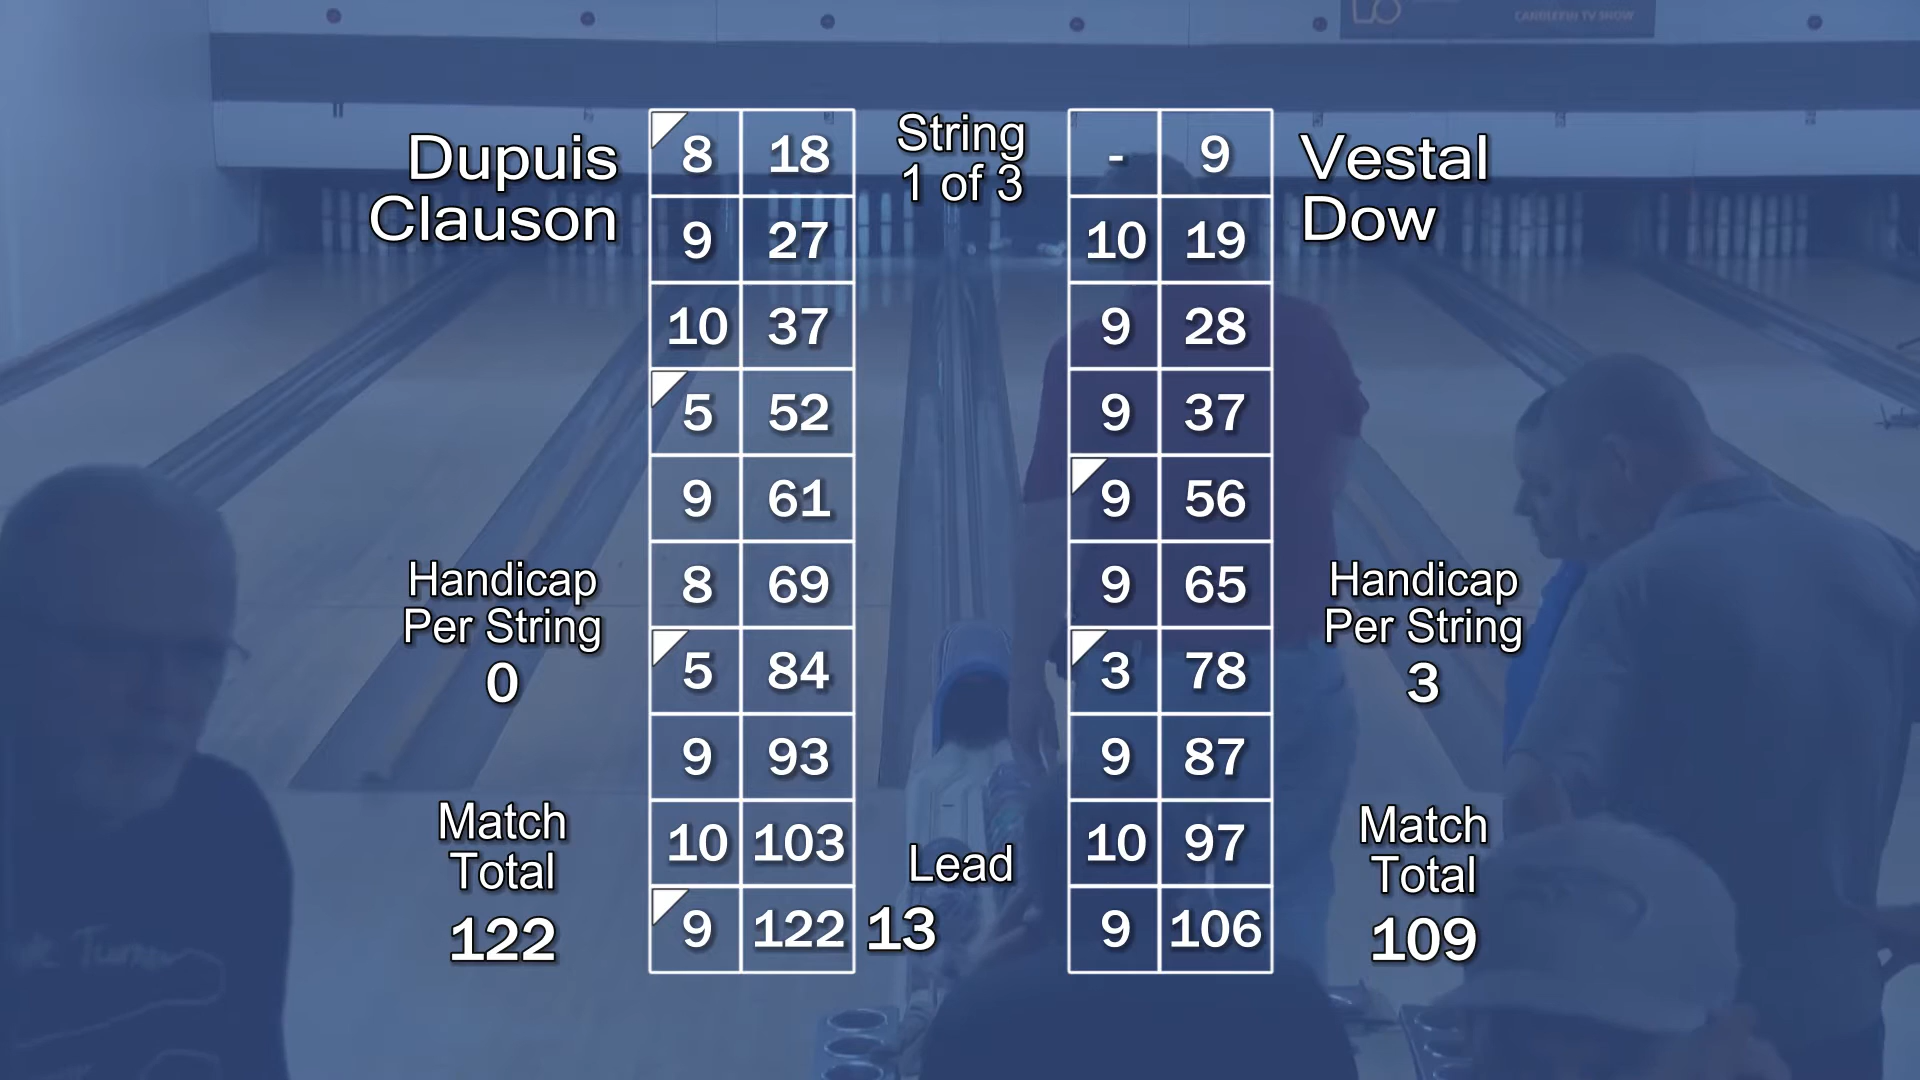 CANDLEPIN TV SHOW
Dupuis
Clauson
8 18
9 27
10 37
5 52
9 61
8 69
5 84
9 93
10 103
9 122
Handicap
Per String
0
Match
Total
122
String
1 of 3
Lead
13
- 9
10 19
9 28
9 37
9 56
9 65
3 78
9 87
10 97
9 106
Vestal
Dow
Handicap
Per String
3
Match
Total
109